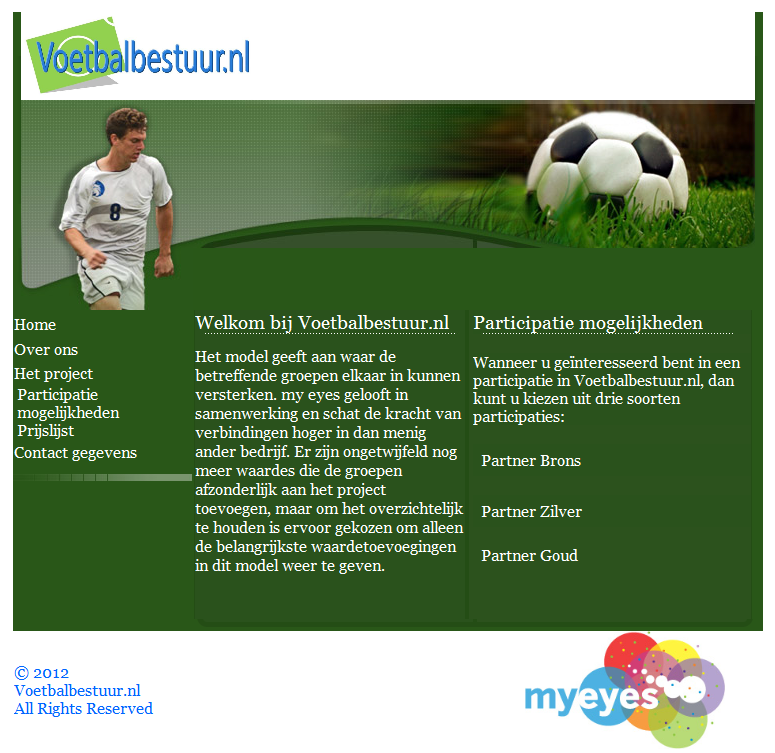 Voetbalbestuur.nl
8
Home
Over ons
Het project
Participatie
mogelijkheden
Prijslijst
Contact gegevens
Welkom bij Voetbalbestuur.nl
Het model geeft aan waar de
betreffende groepen elkaar in kunnen
versterken. my eyes gelooft in
samenwerking en schat de kracht van
verbindingen hoger in dan menig
ander bedrijf. Er zijn ongetwijfeld nog
meer waardes die de groepen
afzonderlijk aan het project
toevoegen, maar om het overzichtelijk
te houden is ervoor gekozen om alleen
de belangrijkste waardetoevoegingen
in dit model weer te geven.
Participatie mogelijkheden
Wanneer u geïnteresseerd bent in een
participatie in Voetbalbestuur.nl, dan
kunt u kiezen uit drie soorten
participaties:
Partner Brons
Partner Zilver
Partner Goud
© 2012
Voetbalbestuur.nl
All Rights Reserved
myeyes